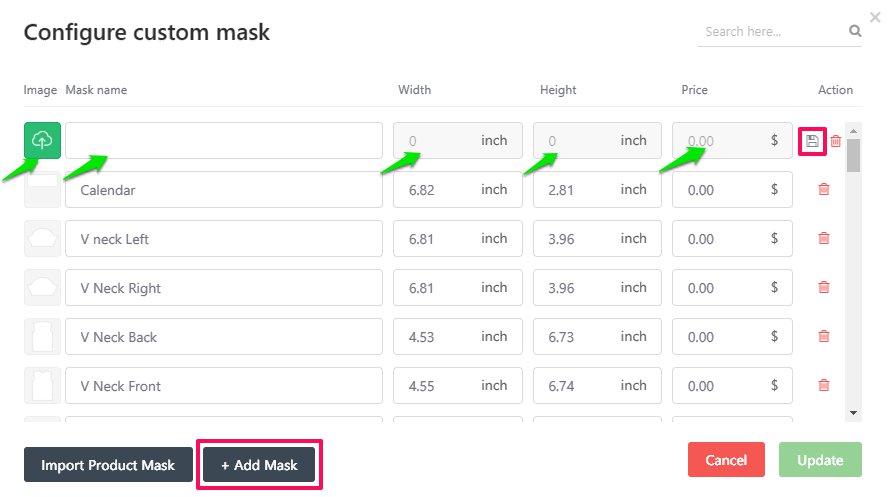 Configure custom mask
Search here...
Image Mask name Width Height Price Action
0 inch 0 inch 0.00 $
Calendar 6.82 inch 2.81 inch 0.00 $
V neck Left 6.81 inch 3.96 inch 0.00 $
V Neck Right 6.81 inch 3.96 inch 0.00 $
V Neck Back 4.53 inch 6.73 inch 0.00 $
V Neck Front 4.55 inch 6.74 inch 0.00 $
Import Product Mask + Add Mask Cancel Update